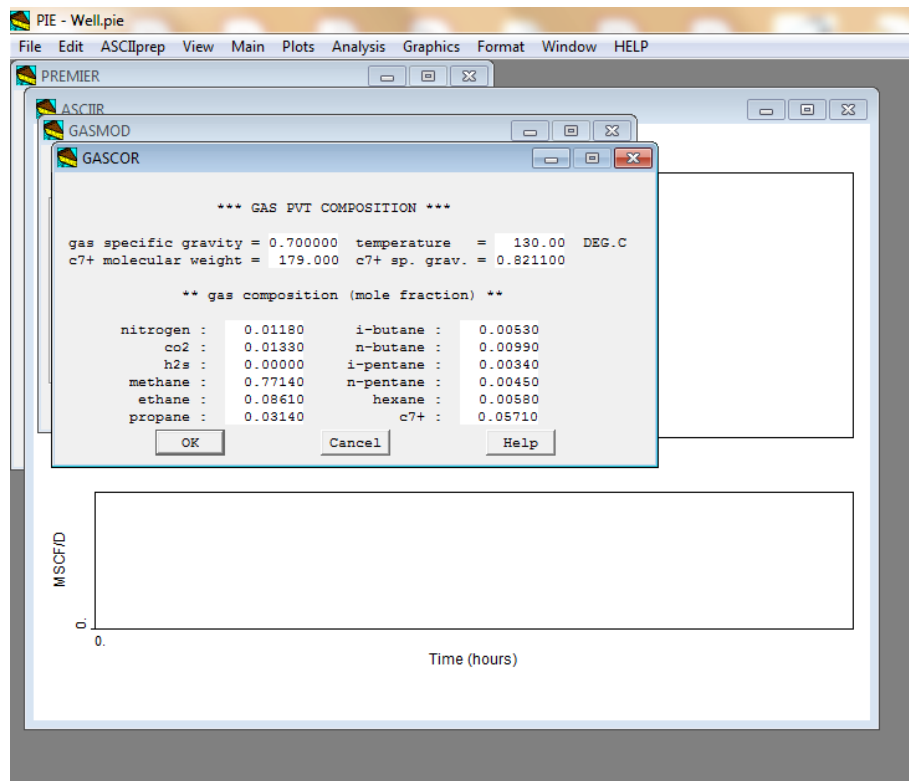 PIE - Well.pie
File Edit ASCIIprep View Main Plots Analysis Graphics Format Window HELP
PREMIER
ASCIIR
GASMOD
GASCOR
*** GAS PVT COMPOSITION ***
gas specific gravity = 0.700000 temperature = 130.00 DEG.C
c7+ molecular weight = 179.000 c7+ sp. grav. = 0.821100
** gas composition (mole fraction) **
nitrogen : 0.01180 i-butane : 0.00530
co2 : 0.01330 n-butane : 0.00990
h2s : 0.00000 i-pentane : 0.00340
methane : 0.77140 n-pentane : 0.00450
ethane : 0.08610 hexane : 0.00580
propane : 0.03140 c7+ : 0.05710
OK Cancel Help
MSCF/D
0.
0.
Time (hours)